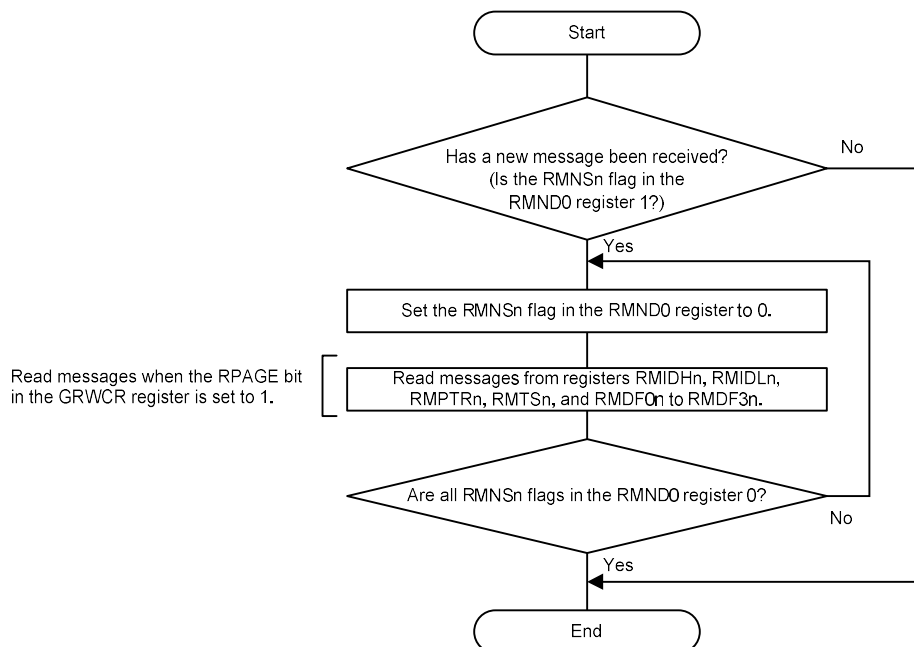 Start
Has a new message been received?
(Is the RMNSn flag in the
RMND0 register 1?)
No
Yes
Set the RMNSn flag in the RMND0 register to 0.
Read messages when the RPAGE bit
in the GRWCR register is set to 1.
Read messages from registers RMIDHn, RMIDLn,
RMPTRn, RMTSn, and RMDF0n to RMDF3n.
Are all RMNSn flags in the RMND0 register 0?
No
Yes
End